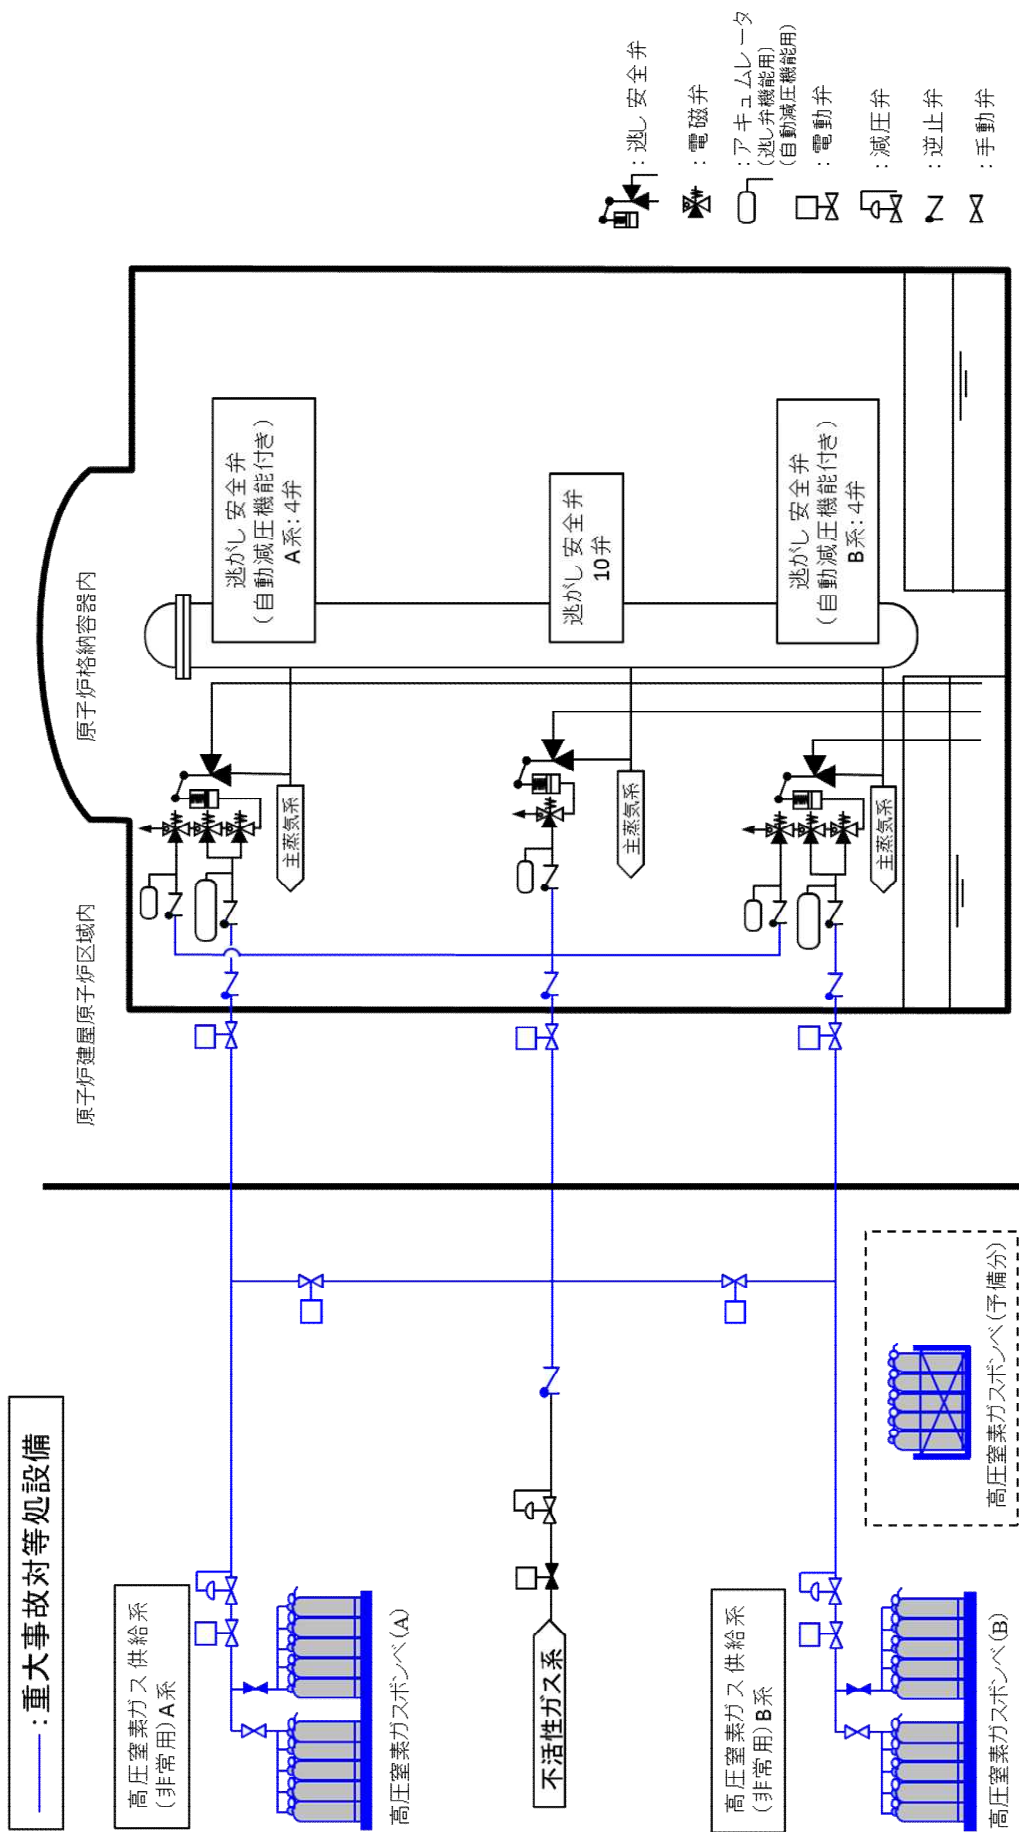 ：重大事故対等処設備
高圧窒素ガス供給系
(非常用)A系
高圧窒素ガスボンベ(A)
不活性ガス系
高圧窒素ガス供給系
(非常用)B系
高圧窒素ガスボンベ(B)
高圧窒素ガスボンベ(予備分)
原子炉建屋原子炉区域内
原子炉格納容器内
主蒸気系
主蒸気系
主蒸気系
逃がし安全弁
(自動減圧機能付き)
A系：4弁
逃がし安全弁
10弁
逃がし安全弁
(自動減圧機能付き)
B系：4弁
：逃し安全弁
：電磁弁
：アキュムレータ
(逃し弁機能用)
(自動減圧機能用)
：電動弁
：減圧弁
：逆止弁
：手動弁